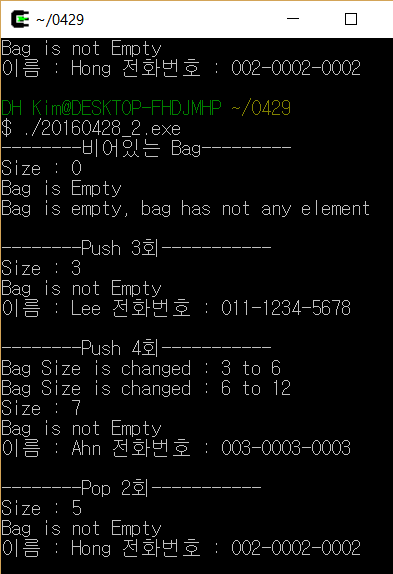 ~/0429
Bag is not Empty
이름 : Hong 전화번호 : 002-0002-0002
DH Kim@DESKTOP-FHDJMHP ~/0429
$ ./20160428_2.exe
--------비어있는 Bag---------
Size : 0
Bag is Empty
Bag is empty, bag has not any element
--------Push 3회-----------
Size : 3
Bag is not Empty
이름 : Lee 전화번호 : 011-1234-5678
--------Push 4회-----------
Bag Size is changed : 3 to 6
Bag Size is changed : 6 to 12
Size : 7
Bag is not Empty
이름 : Ahn 전화번호 : 003-0003-0003
--------Pop 2회-----------
Size : 5
Bag is not Empty
이름 : Hong 전화번호 : 002-0002-0002